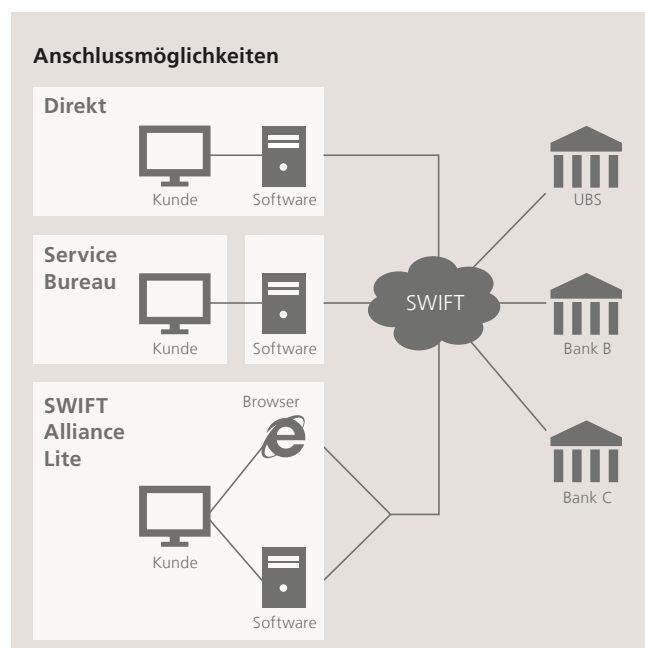 Anschlussmöglichkeiten
Direkt
Kunde
Software
Service
Bureau
Kunde
Software
SWIFT
Alliance
Lite
Browser
Kunde
Software
SWIFT
UBS
Bank B
Bank C